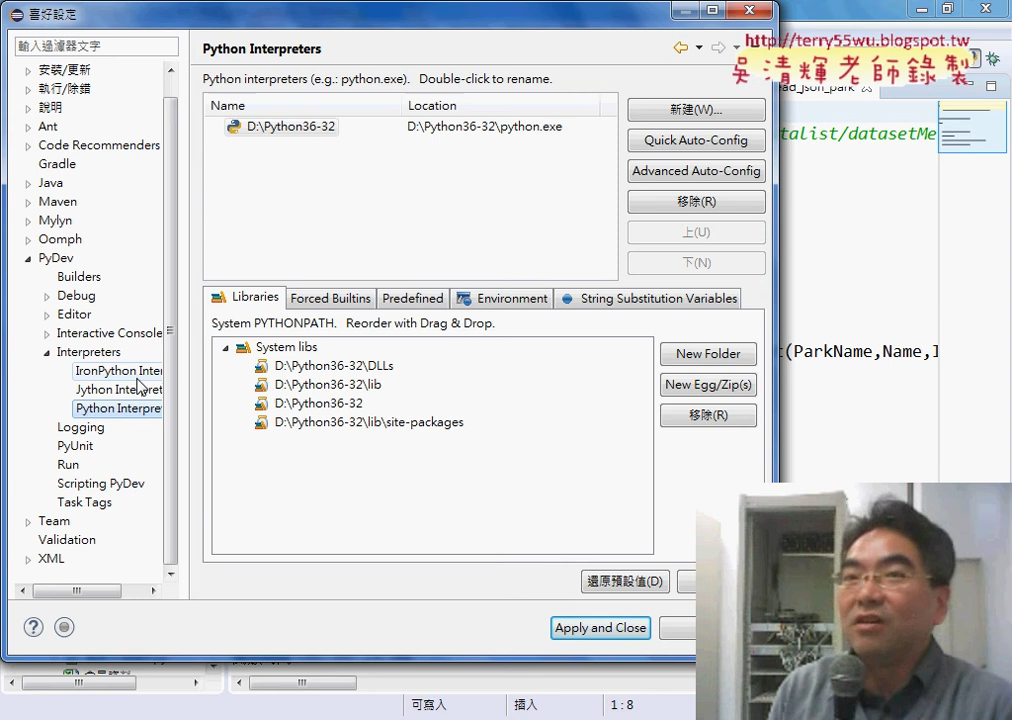 喜好設定
輸入過濾器文字
安裝/更新
執行/除錯
說明
Ant
Code Recommenders
Gradle
Java
Maven
Mylyn
Oomph
PyDev
Builders
Debug
Editor
Interactive Console
Interpreters
IronPython Inter
Jython Interpret
Python Interpre
Logging
PyUnit
Run
Scripting PyDev
Task Tags
Team
Validation
XML
Python Interpreters
Python interpreters (e.g.: python.exe). Double-click to rename.
Name Location
D:\Python36-32 D:\Python36-32\python.exe
新建(W)...
Quick Auto-Config
Advanced Auto-Config
移除(R)
上(U)
下(N)
Libraries Forced Builtins Predefined Environment String Substitution Variables
System PYTHONPATH. Reorder with Drag & Drop.
System libs
D:\Python36-32\DLLs
D:\Python36-32\lib
D:\Python36-32
D:\Python36-32\lib\site-packages
New Folder
New Egg/Zip(s)
移除(R)
還原預設值(D)
Apply and Close
http://terry55wu.blogspot.tw
吳清輝老師錄製
ead_json_park
talist/datasetMe
t(ParkName,Name,I
可寫入 插入 1:8